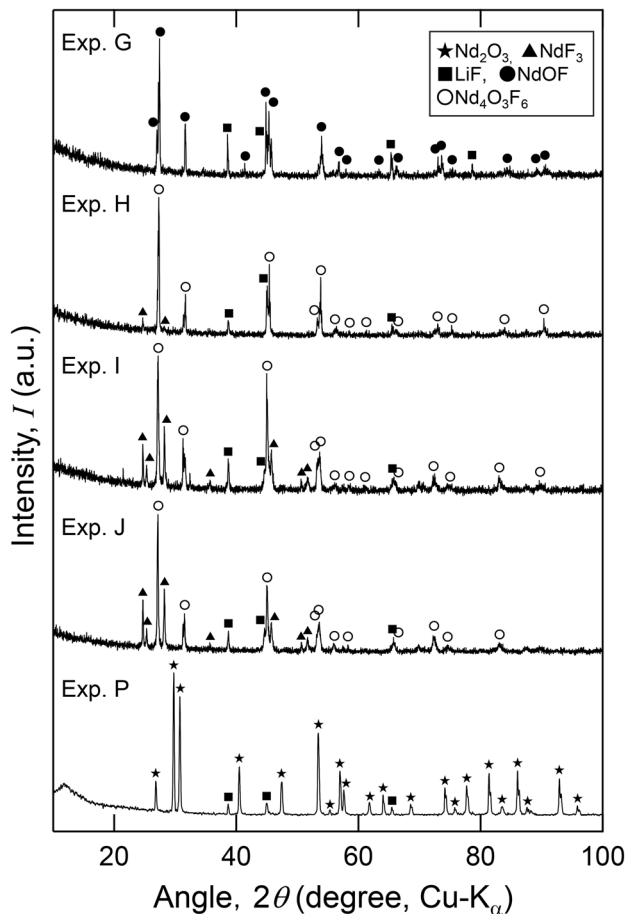 Exp. G
★Nd₂O₃, ▲NdF₃
■LiF, ●NdOF
○Nd₄O₃F₆
Exp. H
Exp. I
Exp. J
Exp. P
Intensity, I (a.u.)
20 40 60 80 100
Angle, 2θ (degree, Cu-Kα)